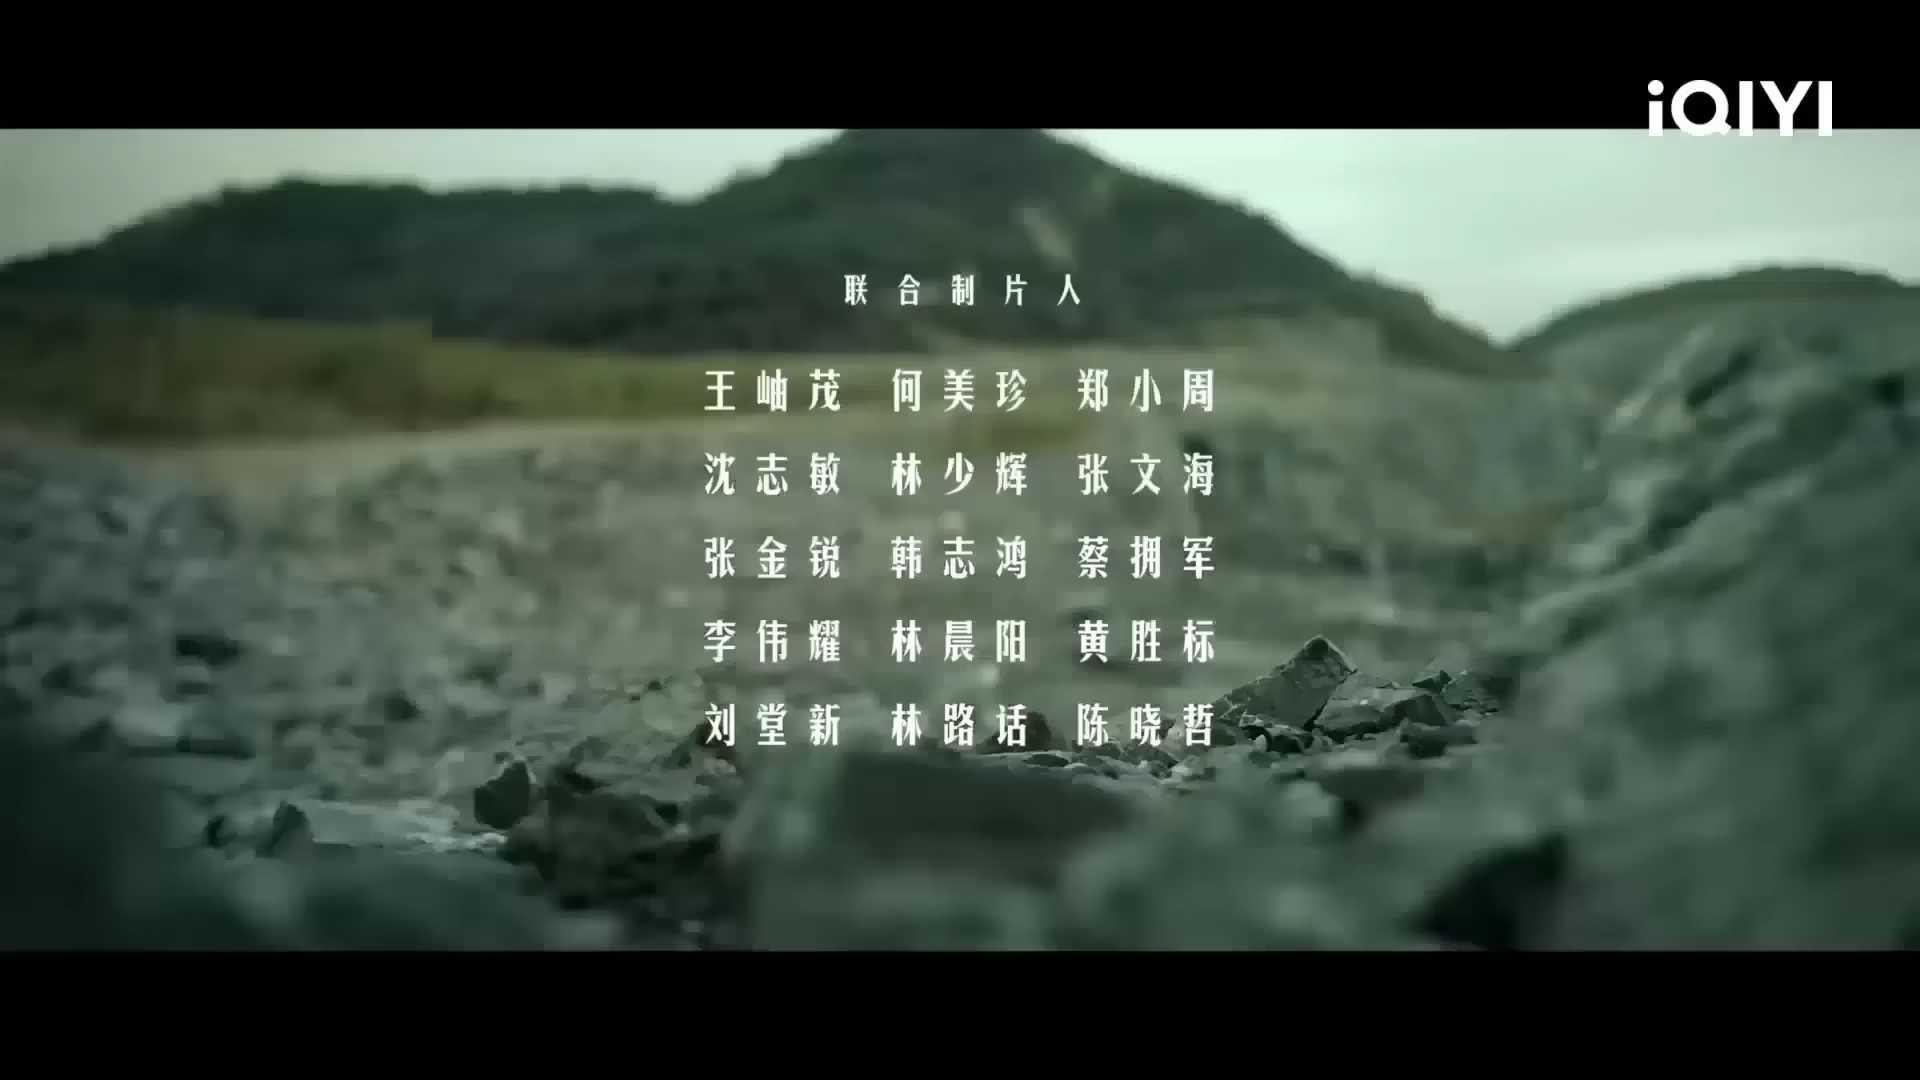 iQIYI
联合制片人
王岫茂 何美珍 郑小周
沈志敏 林少辉 张文海
张金锐 韩志鸿 蔡拥军
李伟耀 林晨阳 黄胜标
刘堂新 林路话 陈晓哲